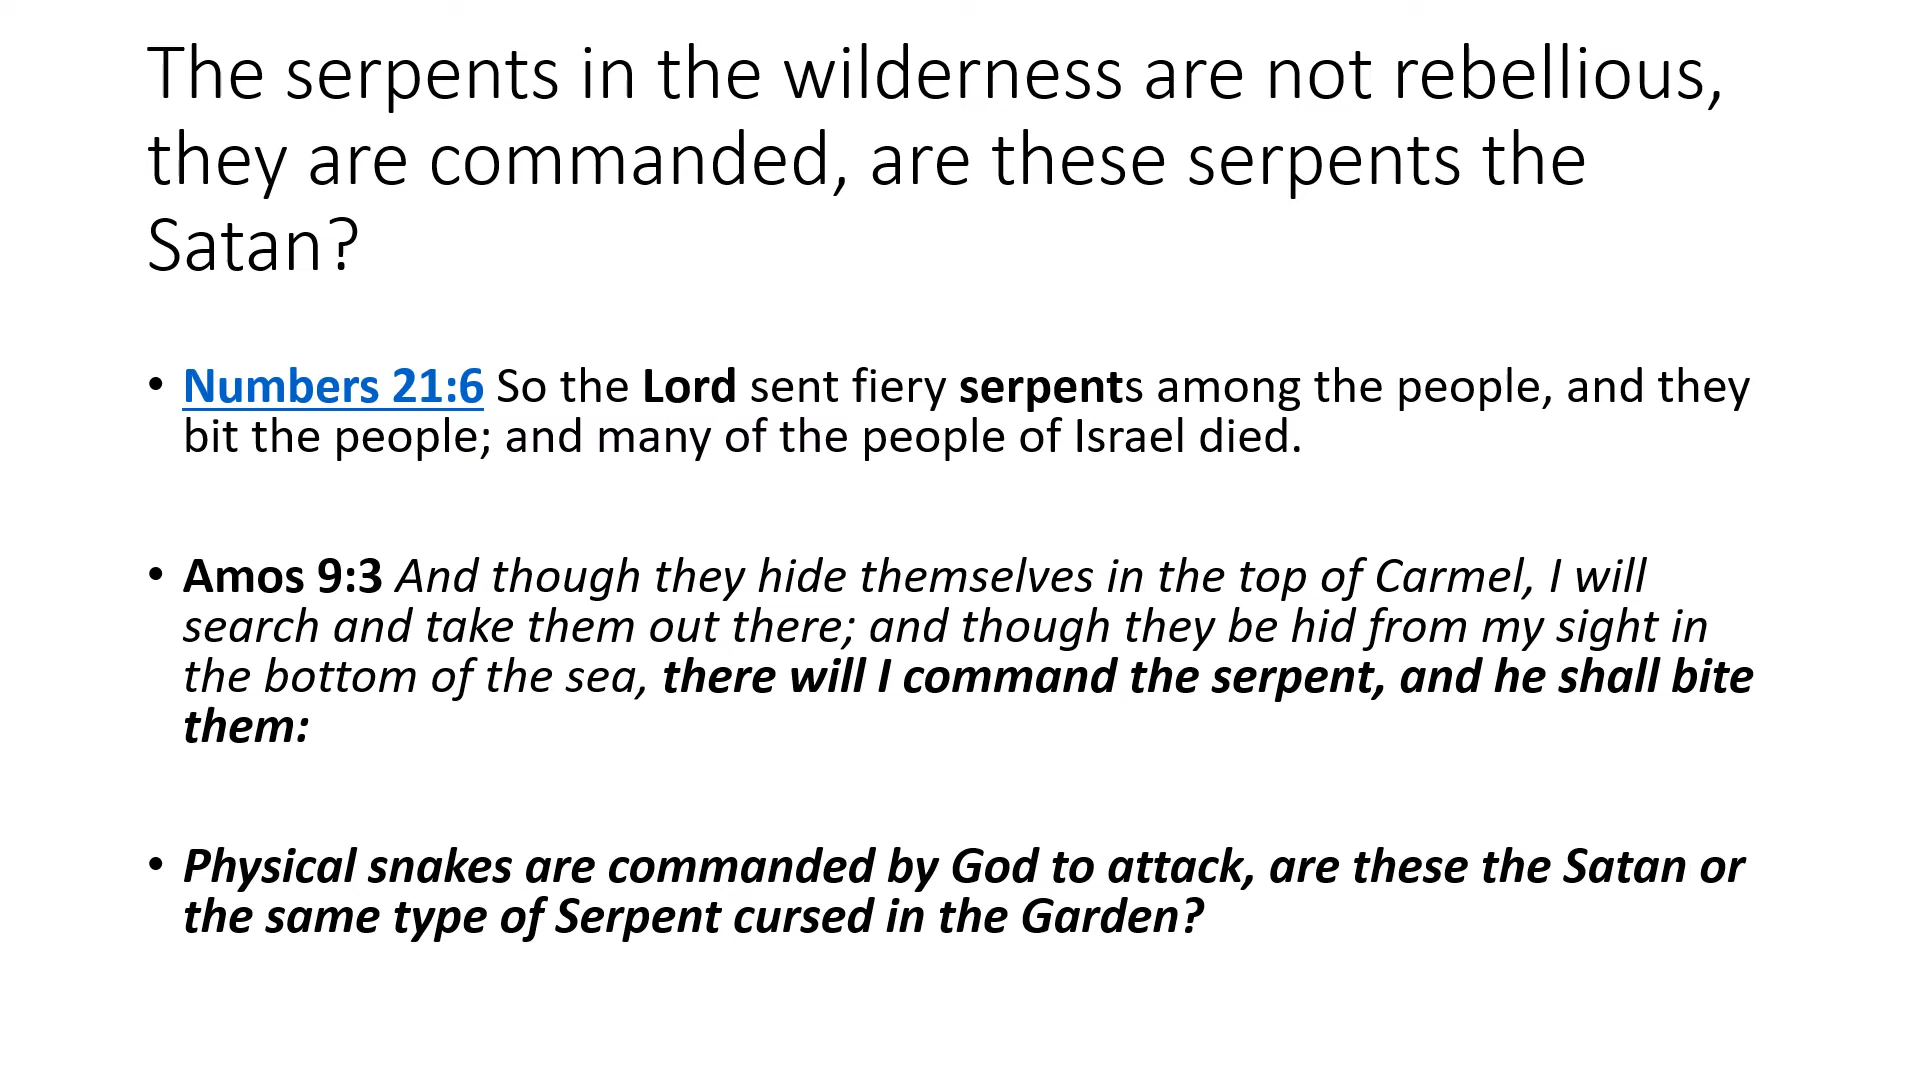 The serpents in the wilderness are not rebellious,
they are commanded, are these serpents the
Satan?
• Numbers 21:6 So the Lord sent fiery serpents among the people, and they
bit the people; and many of the people of Israel died.
• Amos 9:3 And though they hide themselves in the top of Carmel, I will
search and take them out there; and though they be hid from my sight in
the bottom of the sea, there will I command the serpent, and he shall bite
them:
• Physical snakes are commanded by God to attack, are these the Satan or
the same type of Serpent cursed in the Garden?